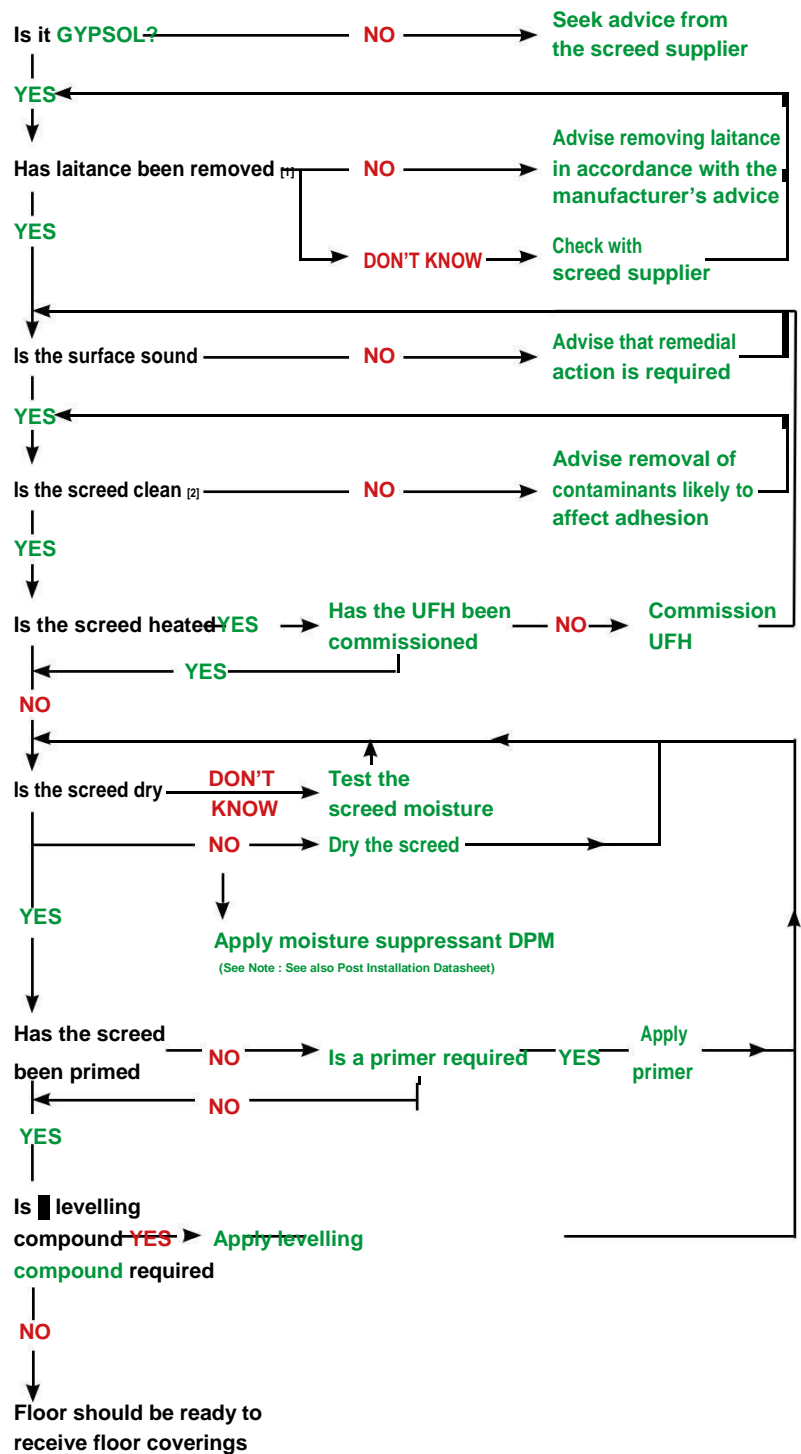 Is it GYPSOL?
NO
Seek advice from
the screed supplier
YES
Has laitance been removed [1]
NO
Advise removing laitance
in accordance with the
manufacturer's advice
YES
DON'T KNOW
Check with
screed supplier
Is the surface sound
NO
Advise that remedial
action is required
YES
Is the screed clean [2]
NO
Advise removal of
contaminants likely to
affect adhesion
YES
Is the screed heated
YES
Has the UFH been
commissioned
NO
Commission
UFH
YES
NO
Is the screed dry
DON'T
KNOW
Test the
screed moisture
NO
Dry the screed
YES
Apply moisture suppressant DPM
(See Note : See also Post Installation Datasheet)
Has the screed
been primed
NO
Is a primer required
YES
Apply
primer
NO
YES
Is levelling
compound YES Apply levelling
compound required
NO
Floor should be ready to
receive floor coverings